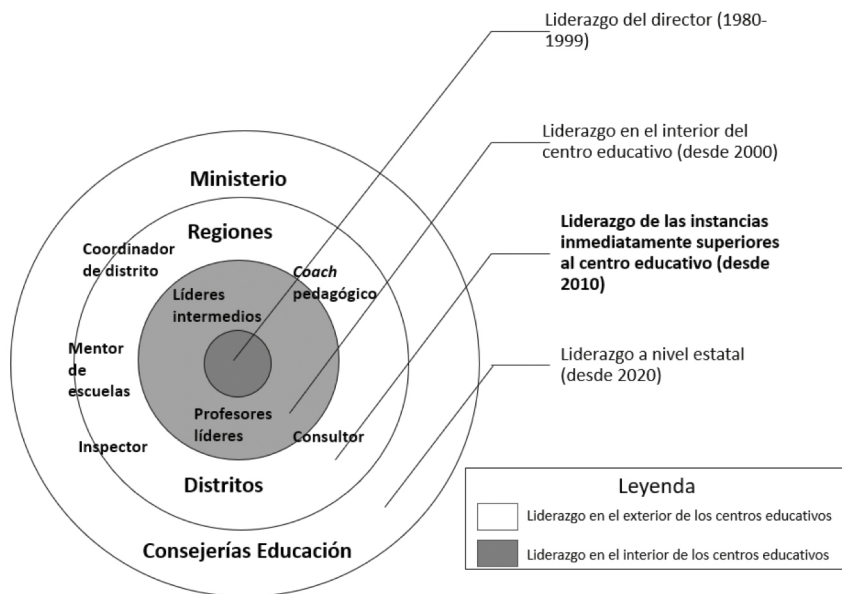 Liderazgo del director (1980-
1999)
Liderazgo en el interior del
centro educativo (desde 2000)
Liderazgo de las instancias
inmediatamente superiores
al centro educativo (desde
2010)
Liderazgo a nivel estatal
(desde 2020)
Ministerio
Regiones
Coordinador
de distrito
Coach
pedagógico
Líderes
intermedios
Mentor
de
escuelas
Profesores
líderes
Inspector
Consultor
Distritos
Consejerías Educación
Leyenda
Liderazgo en el exterior de los centros educativos
Liderazgo en el interior de los centros educativos